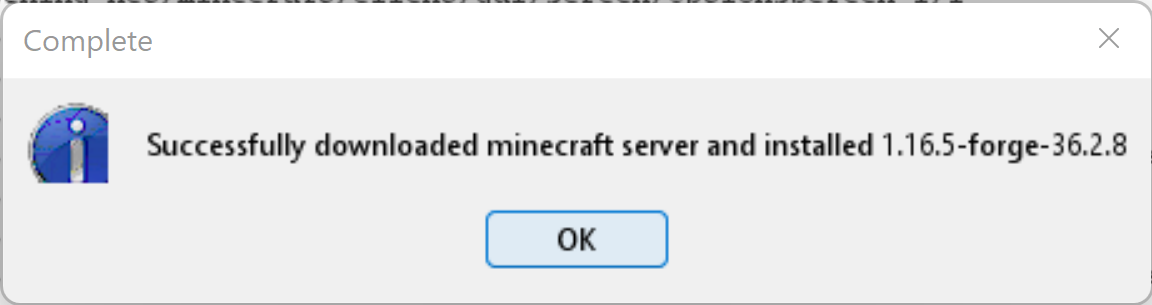 Complete
Successfully downloaded minecraft server and installed 1.16.5-forge-36.2.8
OK